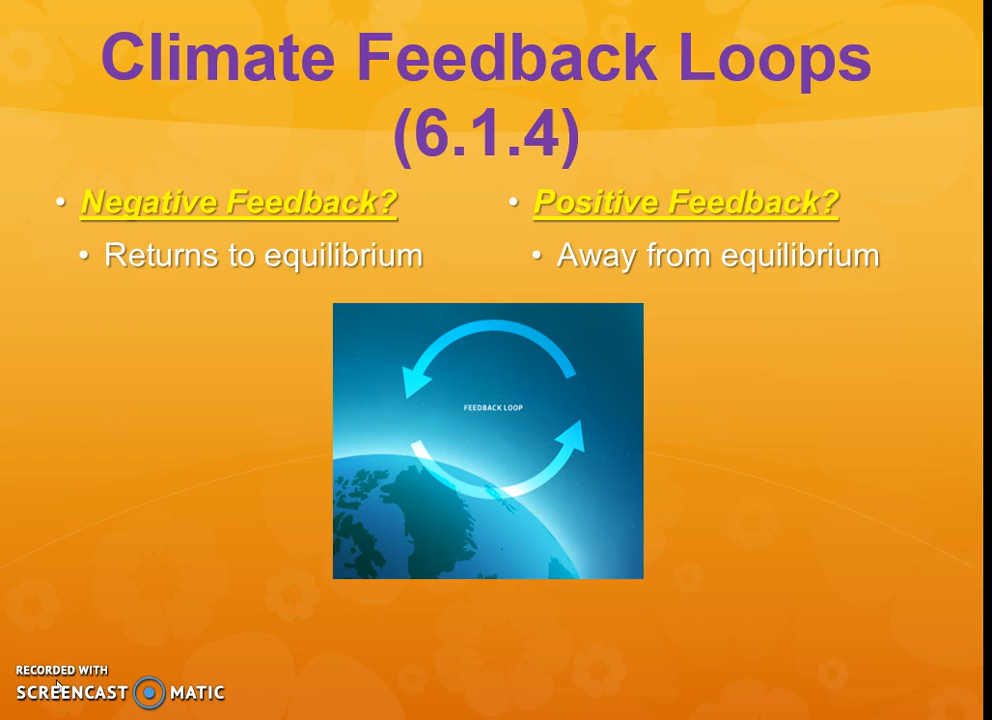 Climate Feedback Loops
(6.1.4)
• Negative Feedback?
• Returns to equilibrium
• Positive Feedback?
• Away from equilibrium
FEEDBACK LOOP
RECORDED WITH
SCREENCAST MATIC